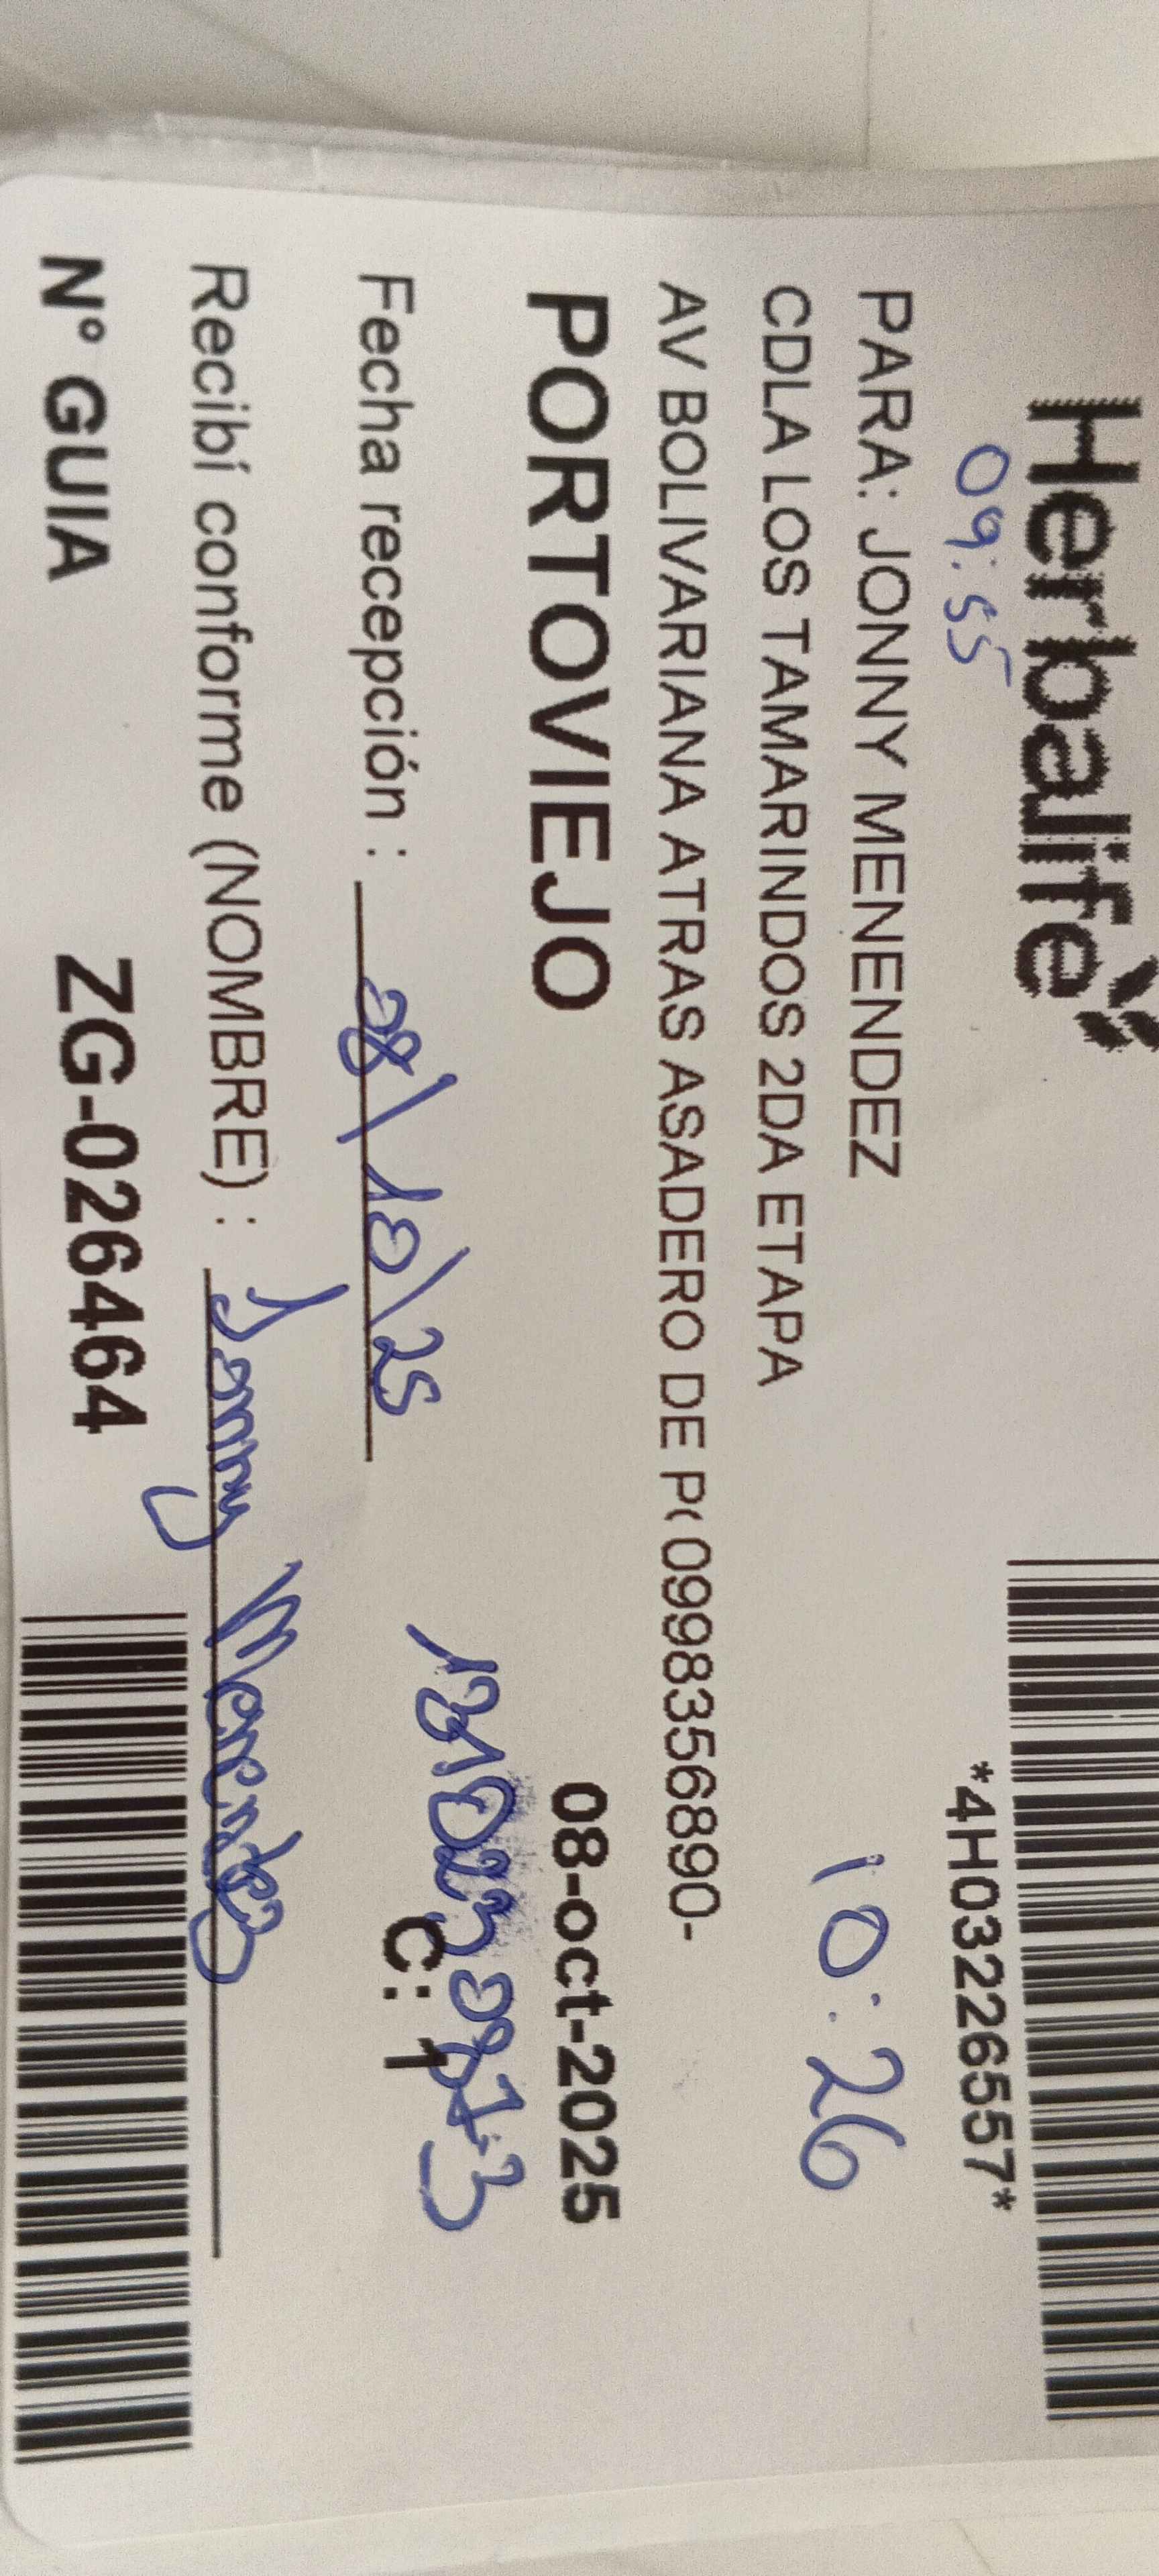 Herbalife
09:55
*4H03226557*
PARA: JONNY MENENDEZ
10:26
CDLA LOS TAMARINDOS 2DA ETAPA
AV BOLIVARIANA ATRAS ASADERO DE P(0998356890-
PORTOVIEJO
08-oct-2025
Fecha recepción : 08/10/25
C: 1
Recibí conforme (NOMBRE) : Jonny Menendez
N° GUIA ZG-026464